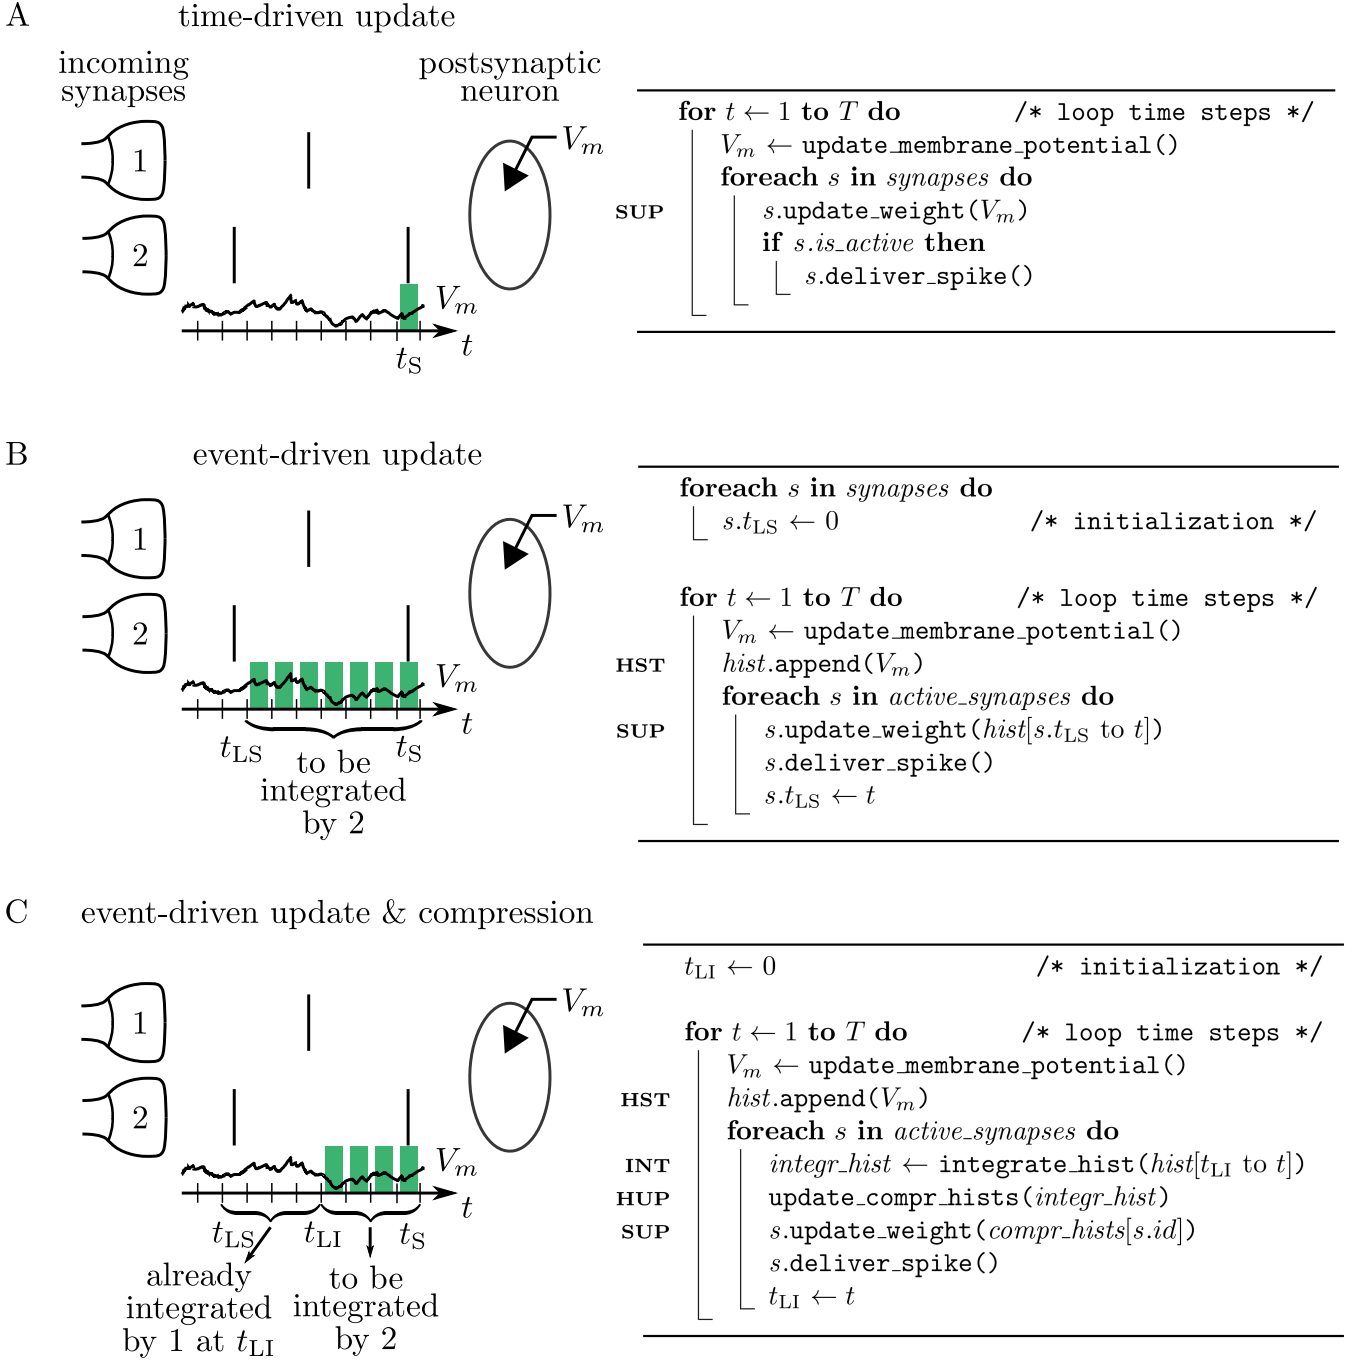 A
time-driven update
incoming
synapses
postsynaptic
neuron
1
2
V_m
V_m
t
t_S
for t ← 1 to T do /* loop time steps */
V_m ← update_membrane_potential()
foreach s in synapses do
SUP s.update_weight(V_m)
if s.is_active then
s.deliver_spike()
B
event-driven update
1
2
V_m
V_m
t
t_LS
t_S
to be
integrated
by 2
foreach s in synapses do
s.t_LS ← 0 /* initialization */
for t ← 1 to T do /* loop time steps */
V_m ← update_membrane_potential()
HST hist.append(V_m)
foreach s in active_synapses do
SUP s.update_weight(hist[s.t_LS to t])
s.deliver_spike()
s.t_LS ← t
C
event-driven update & compression
1
2
V_m
V_m
t
t_LS
t_LI
t_S
already
integrated
by 1 at t_LI
to be
integrated
by 2
t_LI ← 0 /* initialization */
for t ← 1 to T do /* loop time steps */
V_m ← update_membrane_potential()
HST hist.append(V_m)
foreach s in active_synapses do
INT integr_hist ← integrate_hist(hist[t_LI to t])
HUP update_compr_hists(integr_hist)
SUP s.update_weight(compr_hists[s.id])
s.deliver_spike()
t_LI ← t